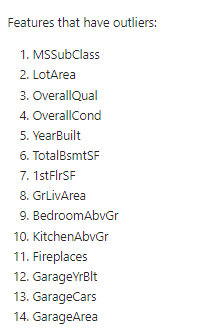 Features that have outliers:
1. MSSubClass
2. LotArea
3. OverallQual
4. OverallCond
5. YearBuilt
6. TotalBsmtSF
7. 1stFlrSF
8. GrLivArea
9. BedroomAbvGr
10. KitchenAbvGr
11. Fireplaces
12. GarageYrBlt
13. GarageCars
14. GarageArea